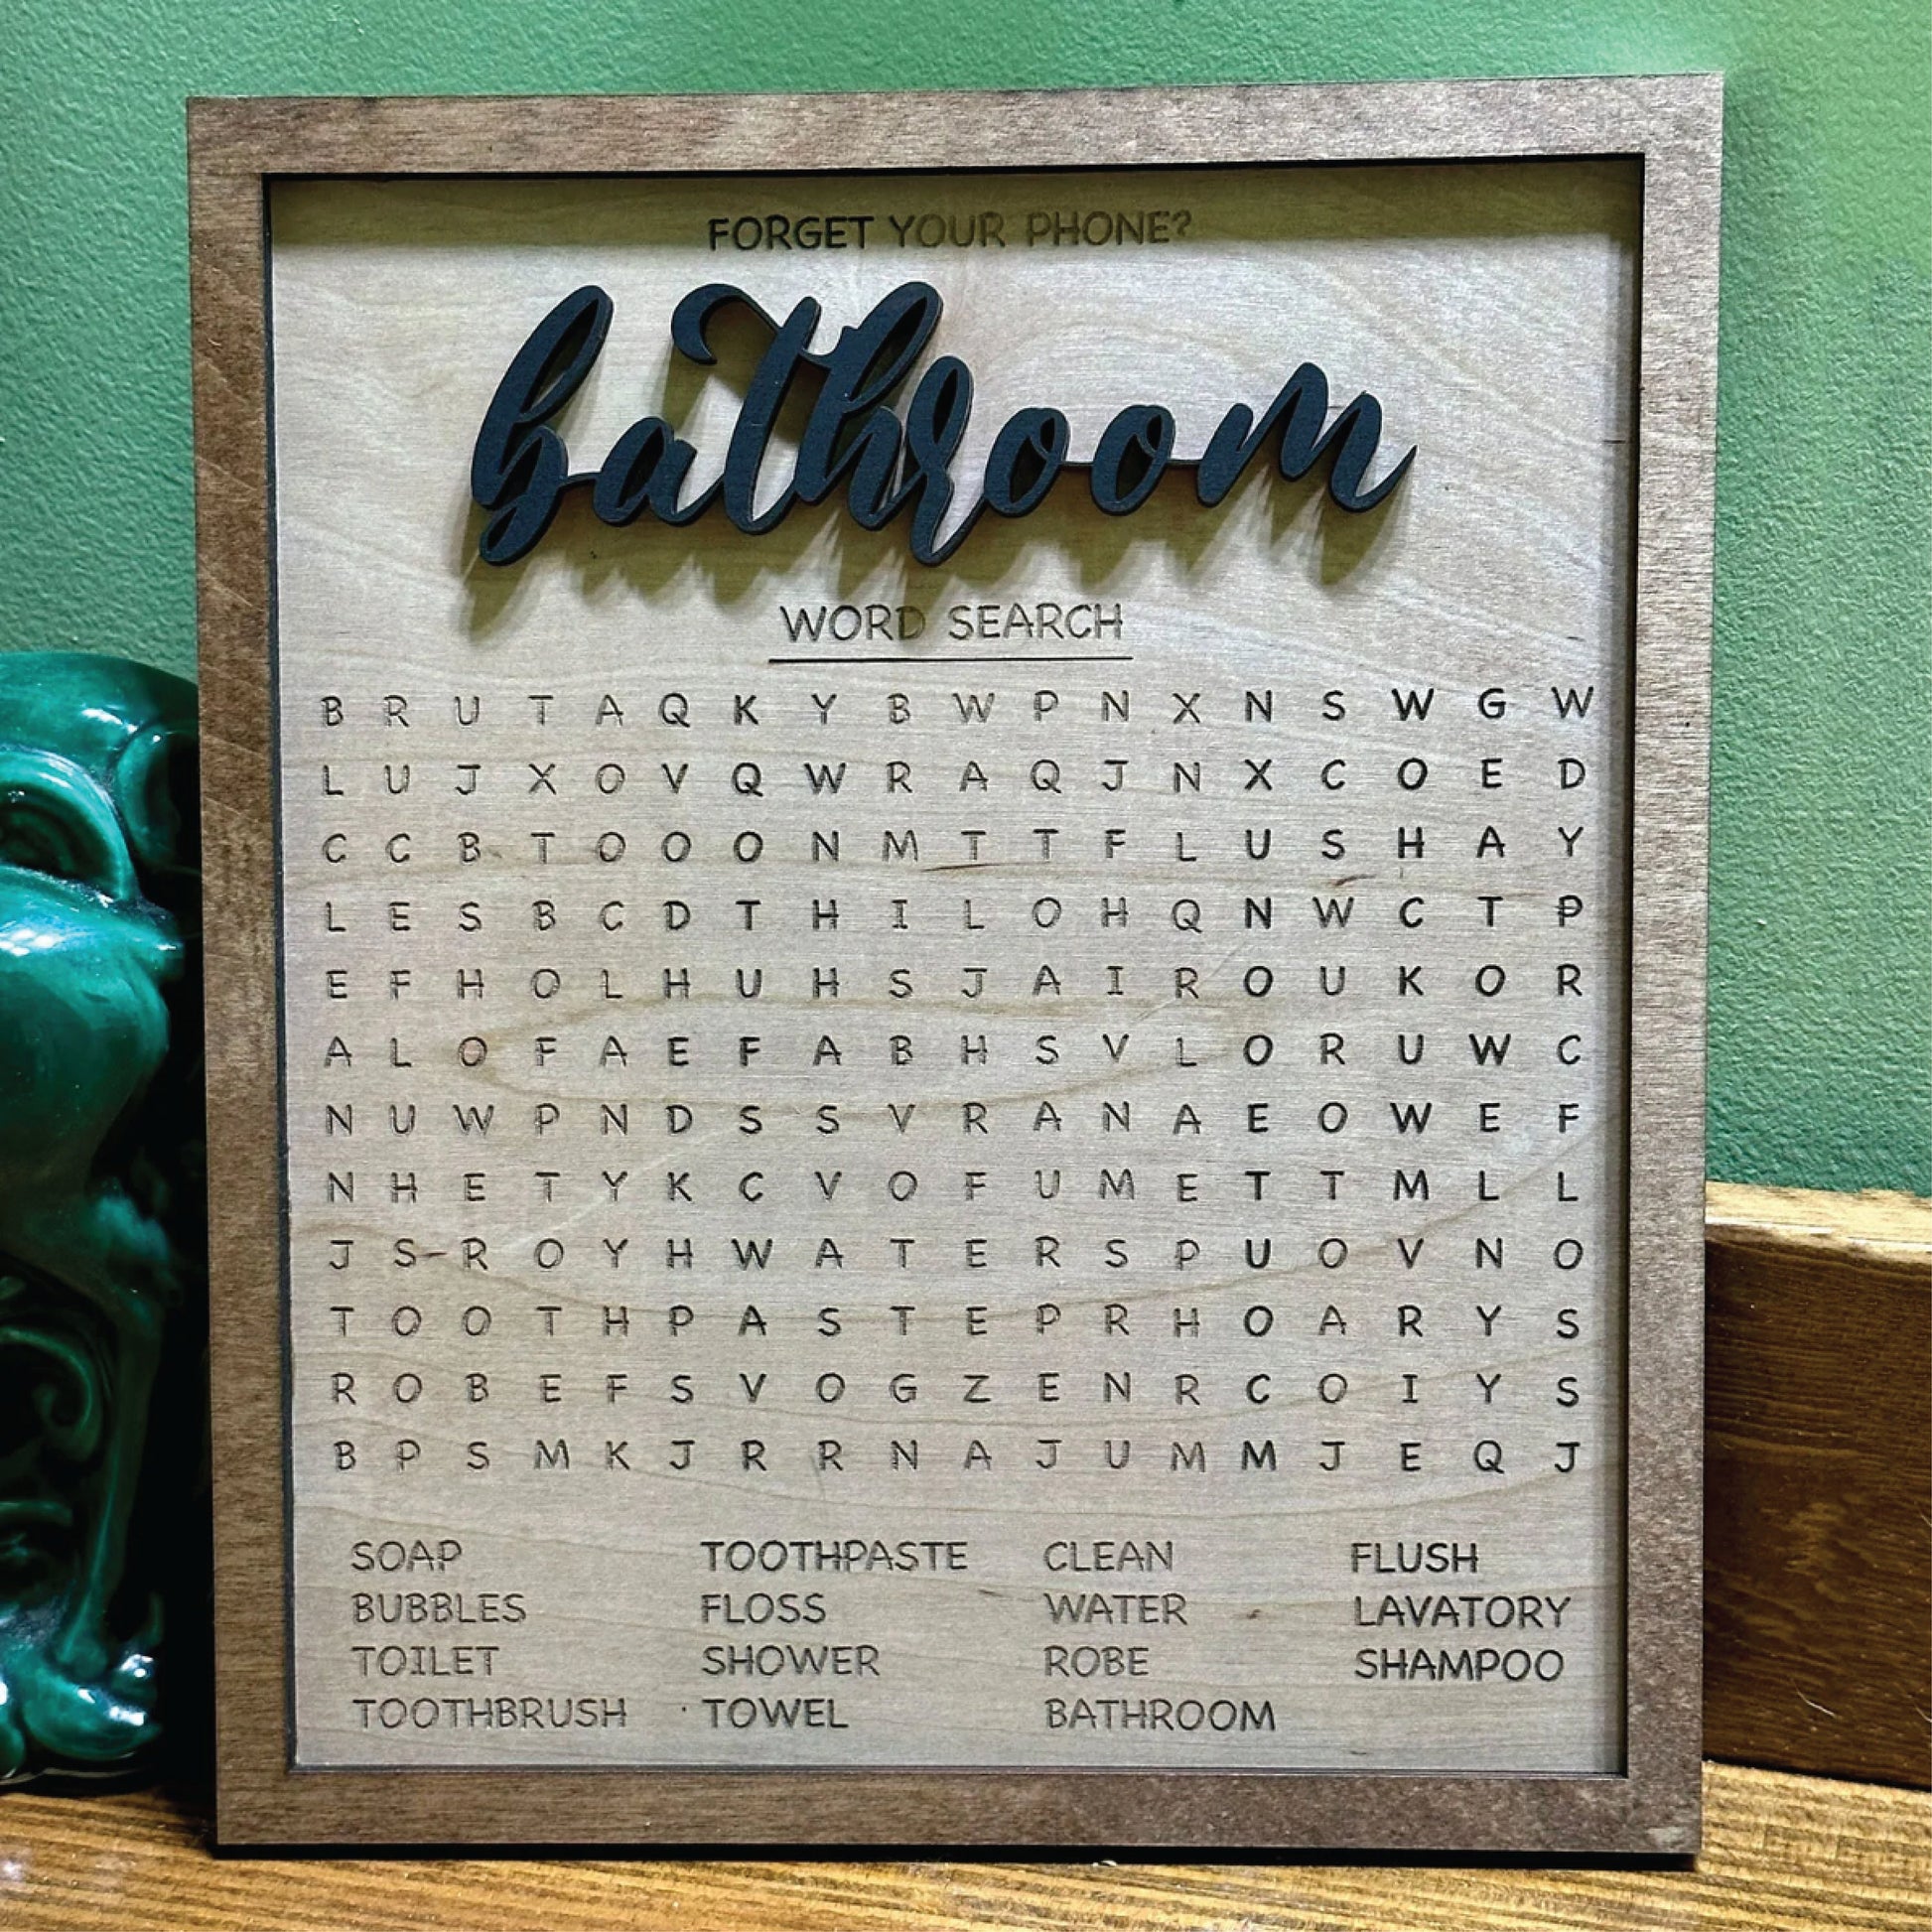 FORGET YOUR PHONE?
bathroom
WORD SEARCH
B R U T A Q K Y B W P N X N S W G W
L U J X O V Q W R A Q J N X C O E D
C C B T O O O N M T T F L U S H A Y
L E S B C D T H I L O H Q N W C T P
E F H O L H U H S J A I R O U K O R
A L O F A E F A B H S V L O R U W C
N U W P N D S S V R A N A E O W E F
N H E T Y K C V O F U M E T T M L L
J S R O Y H W A T E R S P U O V N O
T O O T H P A S T E P R H O A R Y S
R O B E F S V O G Z E N R C O I Y S
B P S M K J R R N A J U M M J E Q J
SOAP TOOTHPASTE CLEAN FLUSH
BUBBLES FLOSS WATER LAVATORY
TOILET SHOWER ROBE SHAMPOO
TOOTHBRUSH TOWEL BATHROOM